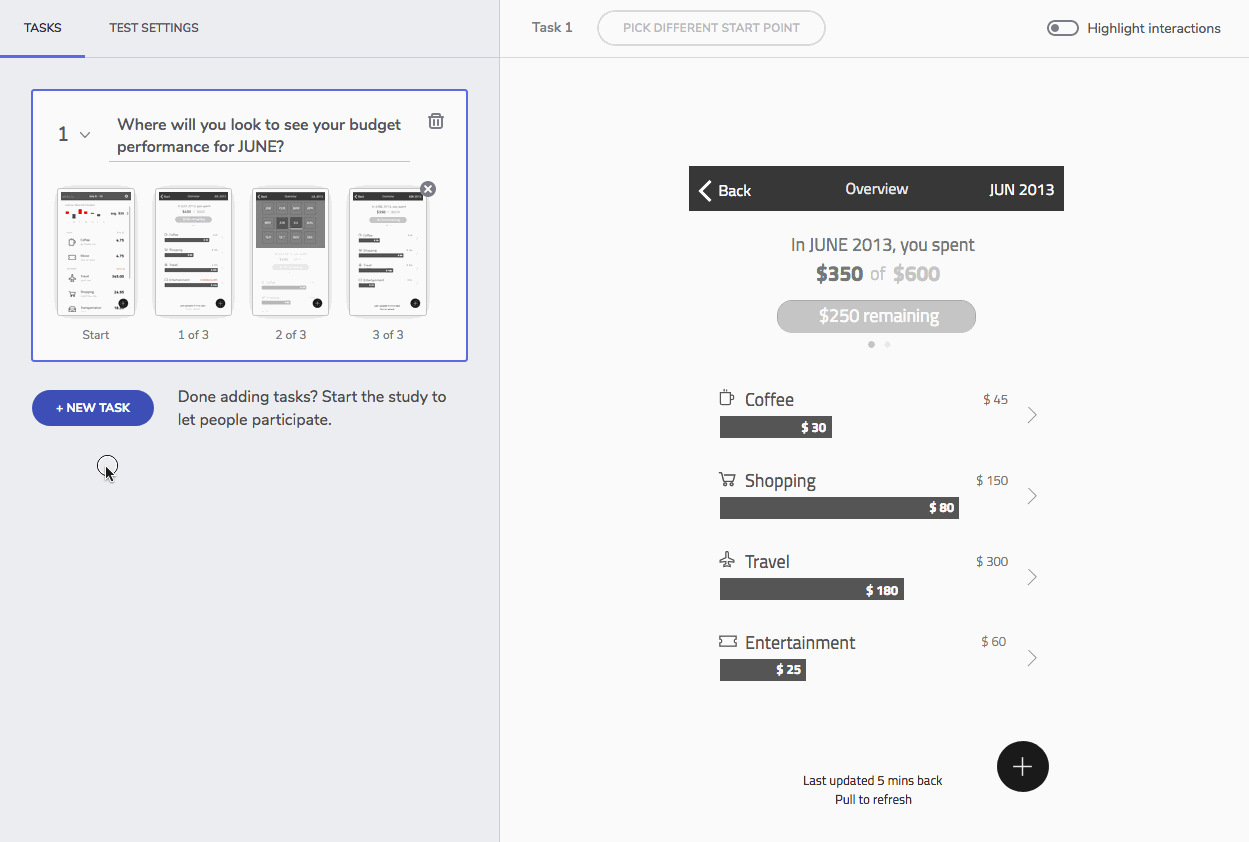 TASKS
TEST SETTINGS
Task 1
PICK DIFFERENT START POINT
Highlight interactions
1
Where will you look to see your budget
performance for JUNE?
Start
1 of 3
2 of 3
3 of 3
+ NEW TASK
Done adding tasks? Start the study to
let people participate.
Back
Overview
JUN 2013
In JUNE 2013, you spent
$350 of $600
$250 remaining
Coffee
$ 45
$ 30
Shopping
$ 150
$ 80
Travel
$ 300
$ 180
Entertainment
$ 60
$ 25
Last updated 5 mins back
Pull to refresh